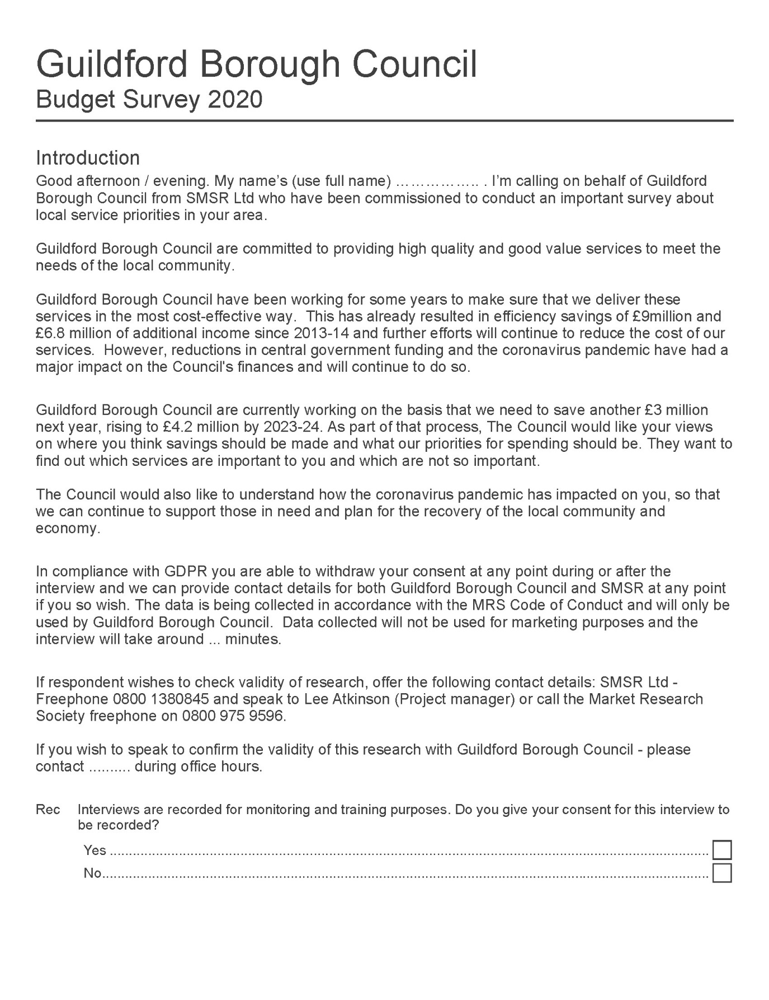 Guildford Borough Council
Budget Survey 2020
Introduction
Good afternoon / evening. My name’s (use full name) …………….. . I’m calling on behalf of Guildford
Borough Council from SMSR Ltd who have been commissioned to conduct an important survey about
local service priorities in your area.
Guildford Borough Council are committed to providing high quality and good value services to meet the
needs of the local community.
Guildford Borough Council have been working for some years to make sure that we deliver these
services in the most cost-effective way.  This has already resulted in efficiency savings of £9million and
£6.8 million of additional income since 2013-14 and further efforts will continue to reduce the cost of our
services.  However, reductions in central government funding and the coronavirus pandemic have had a
major impact on the Council's finances and will continue to do so.
Guildford Borough Council are currently working on the basis that we need to save another £3 million
next year, rising to £4.2 million by 2023-24. As part of that process, The Council would like your views
on where you think savings should be made and what our priorities for spending should be. They want to
find out which services are important to you and which are not so important.
The Council would also like to understand how the coronavirus pandemic has impacted on you, so that
we can continue to support those in need and plan for the recovery of the local community and
economy.
In compliance with GDPR you are able to withdraw your consent at any point during or after the
interview and we can provide contact details for both Guildford Borough Council and SMSR at any point
if you so wish. The data is being collected in accordance with the MRS Code of Conduct and will only be
used by Guildford Borough Council.  Data collected will not be used for marketing purposes and the
interview will take around ... minutes.
If respondent wishes to check validity of research, offer the following contact details: SMSR Ltd -
Freephone 0800 1380845 and speak to Lee Atkinson (Project manager) or call the Market Research
Society freephone on 0800 975 9596.
If you wish to speak to confirm the validity of this research with Guildford Borough Council - please
contact .......... during office hours.
Rec Interviews are recorded for monitoring and training purposes. Do you give your consent for this interview to
be recorded?
Yes ................................................................................
No................................................................................